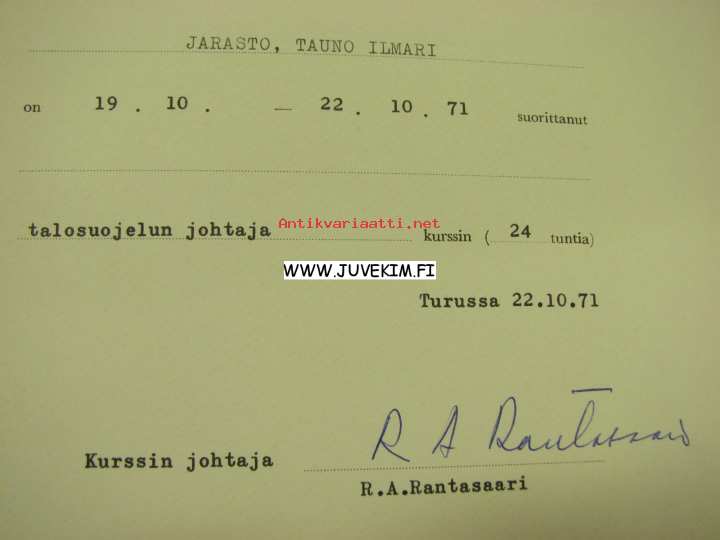 JARASTO, TAUNO ILMARI
on 19 . 10 . — 22 . 10 . 71 suorittanut
talosuojelun johtaja Antikvariaatti.net kurssin ( 24 tuntia)
WWW.JUVEKIM.FI
Turussa 22.10.71
R A Rantasaari
Kurssin johtaja
R.A.Rantasaari